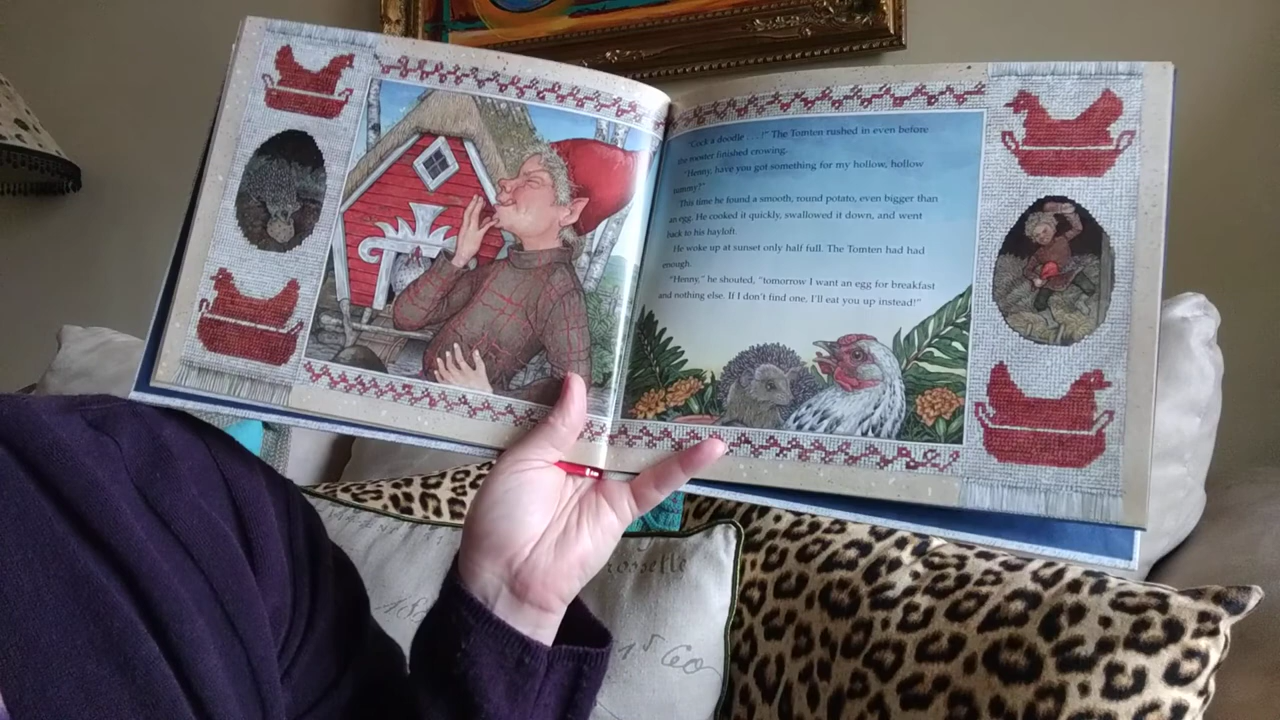 "Cock a doodle . . . !" The Tomten rushed in even before
the rooster finished crowing.
"Henny, have you got something for my hollow, hollow
tummy?"
This time he found a smooth, round potato, even bigger than
an egg. He cooked it quickly, swallowed it down, and went
back to his hayloft.
He woke up at sunset only half full. The Tomten had had
enough.
"Henny," he shouted, "tomorrow I want an egg for breakfast
and nothing else. If I don't find one, I'll eat you up instead!"
Co